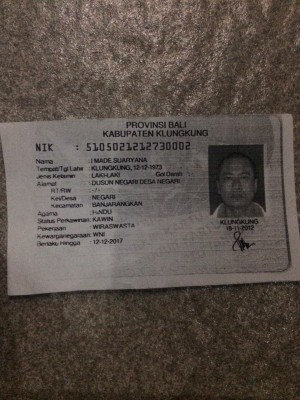 PROVINSI BALI
KABUPATEN KLUNGKUNG
NIK : 5105021212730002
Nama : I MADE SUARYANA
Tempat/Tgl Lahir : KLUNGKUNG, 12-12-1973
Jenis Kelamin : LAKI-LAKI Gol Darah
Alamat : DUSUN NEGARI DESA NEGARI
RT/RW : -/-
Kel/Desa : NEGARI
Kecamatan : BANJARANGKAN
Agama : HINDU
Status Perkawinan : KAWIN
Pekerjaan : WIRASWASTA
Kewarganegaraan : WNI
Berlaku Hingga : 12-12-2017
KLUNGKUNG
18-11-2012